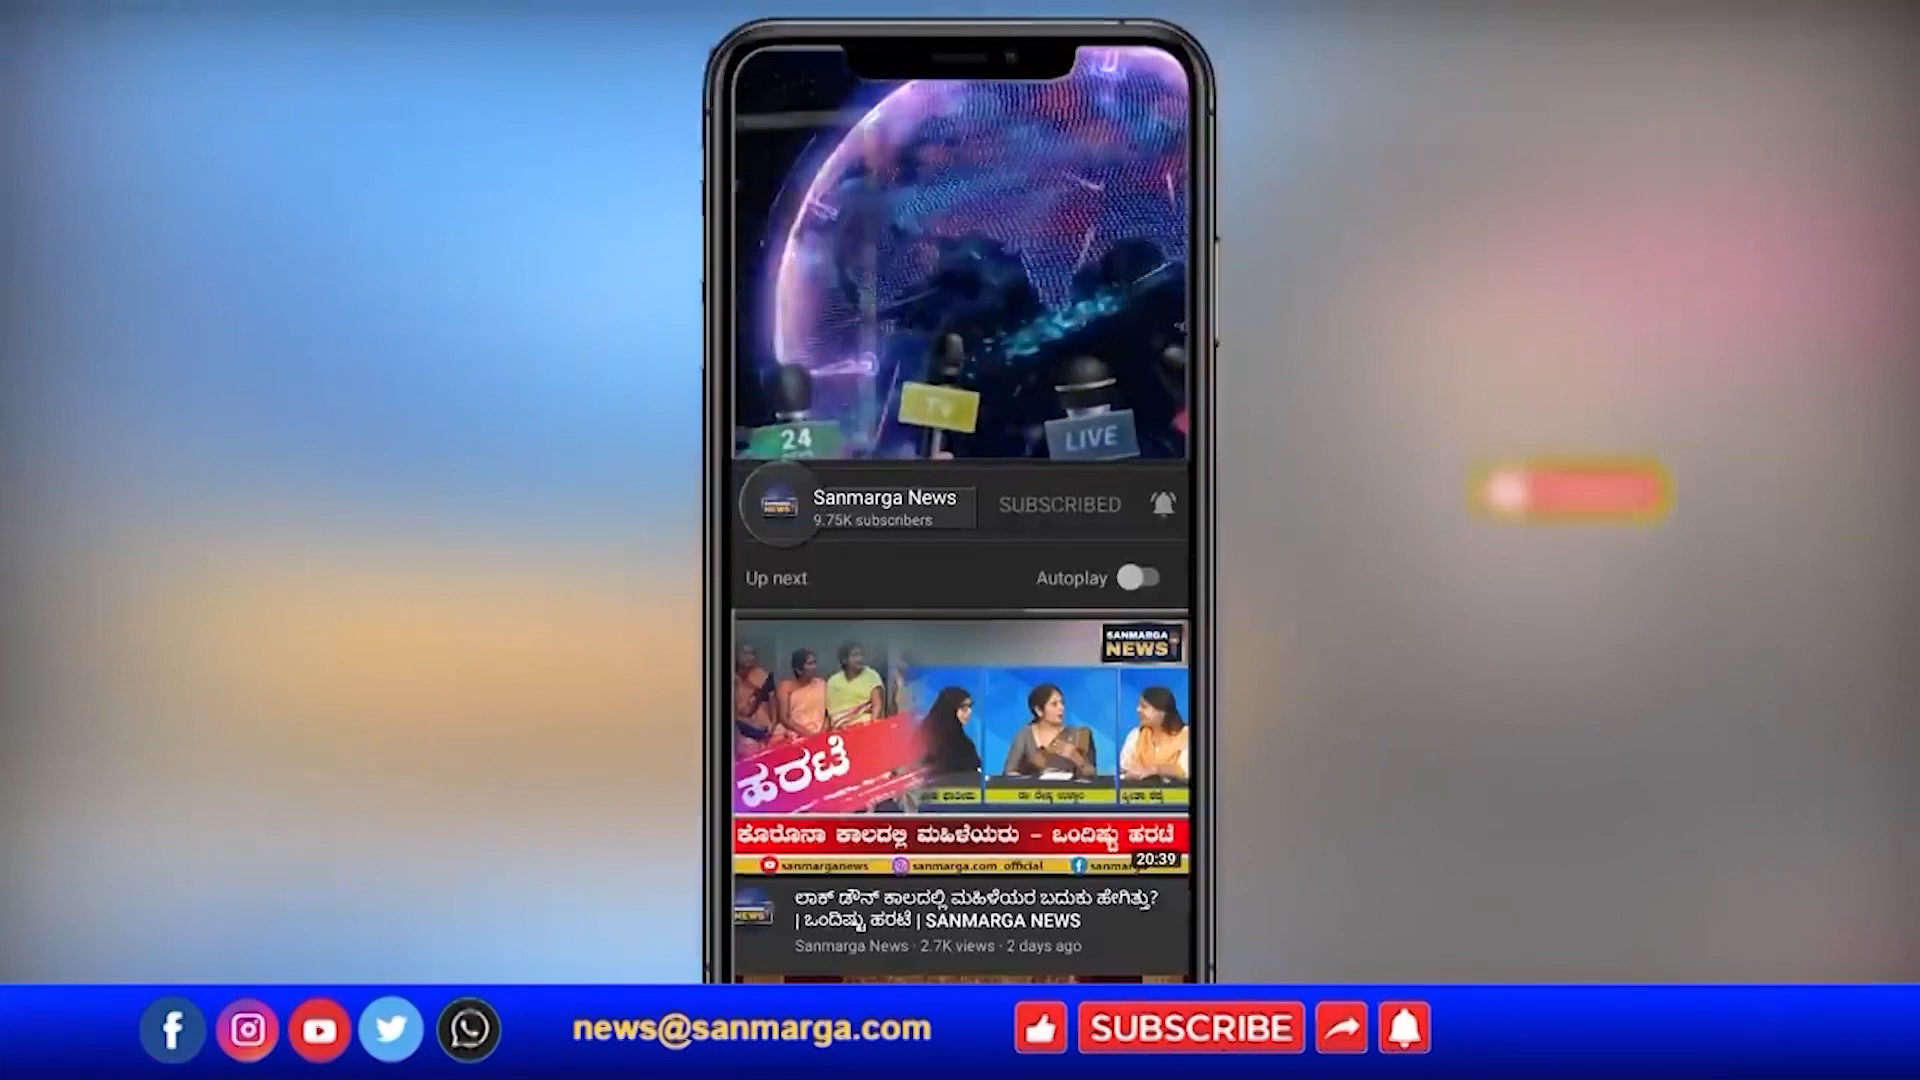 TV
24
LIVE
Sanmarga News
9.75K subscribers
SUBSCRIBED
Up next
Autoplay
SANMARGA
NEWS
ಹರಟೆ
ಕೊರೊನಾ ಕಾಲದಲ್ಲಿ ಮಹಿಳೆಯರು - ಒಂದಿಷ್ಟು ಹರಟೆ
sanmarganews sanmarga.com_official
20:39
ಲಾಕ್ ಡೌನ್ ಕಾಲದಲ್ಲಿ ಮಹಿಳೆಯರ ಬದುಕು ಹೇಗಿತ್ತು?
| ಒಂದಿಷ್ಟು ಹರಟೆ | SANMARGA NEWS
NEWS
Sanmarga News · 2.7K views · 2 days ago
news@sanmarga.com
SUBSCRIBE